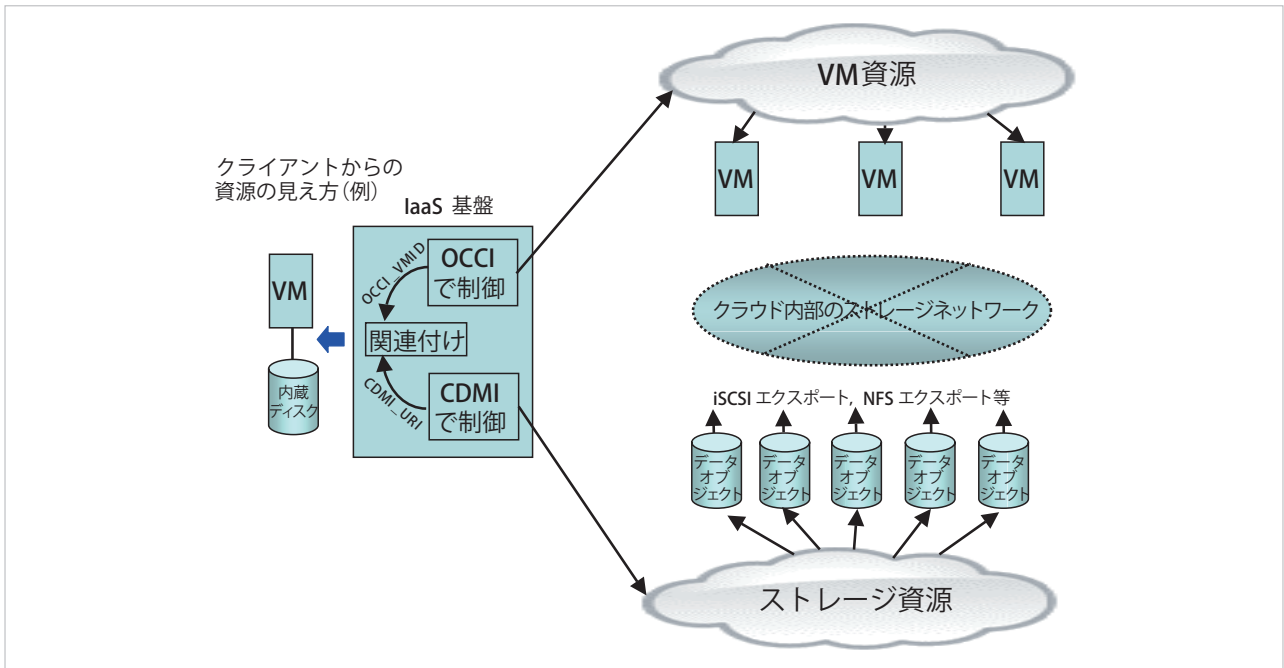 VM資源
VM
VM
VM
クライアントからの
資源の見え方(例)
IaaS 基盤
OCCI
で制御
OCCI_VMID
関連付け
CDMI_URI
CDMI
で制御
VM
内蔵
ディスク
クラウド内部のストレージネットワーク
iSCSI エクスポート, NFS エクスポート等
データ
オブ
ジェクト
データ
オブ
ジェクト
データ
オブ
ジェクト
データ
オブ
ジェクト
データ
オブ
ジェクト
ストレージ資源